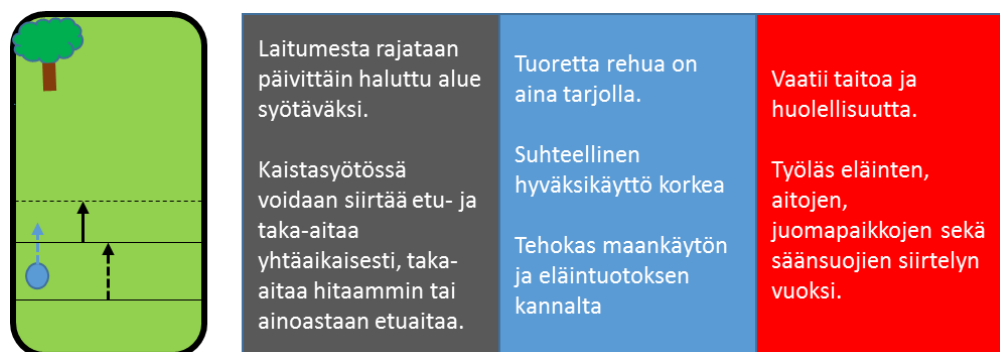 Laitumesta rajataan
päivittäin haluttu alue
syötäväksi.
Kaistasyötössä
voidaan siirtää etu- ja
taka-aitaa
yhtäaikaisesti, taka-
aitaa hitaammin tai
ainoastaan etuaitaa.
Tuoretta rehua on
aina tarjolla.
Suhteellinen
hyväksikäyttö korkea
Tehokas maankäytön
ja eläintuotoksen
kannalta
Vaatii taitoa ja
huolellisuutta.
Työläs eläinten,
aitojen,
juomapaikkojen sekä
säänsuojien siirtelyn
vuoksi.